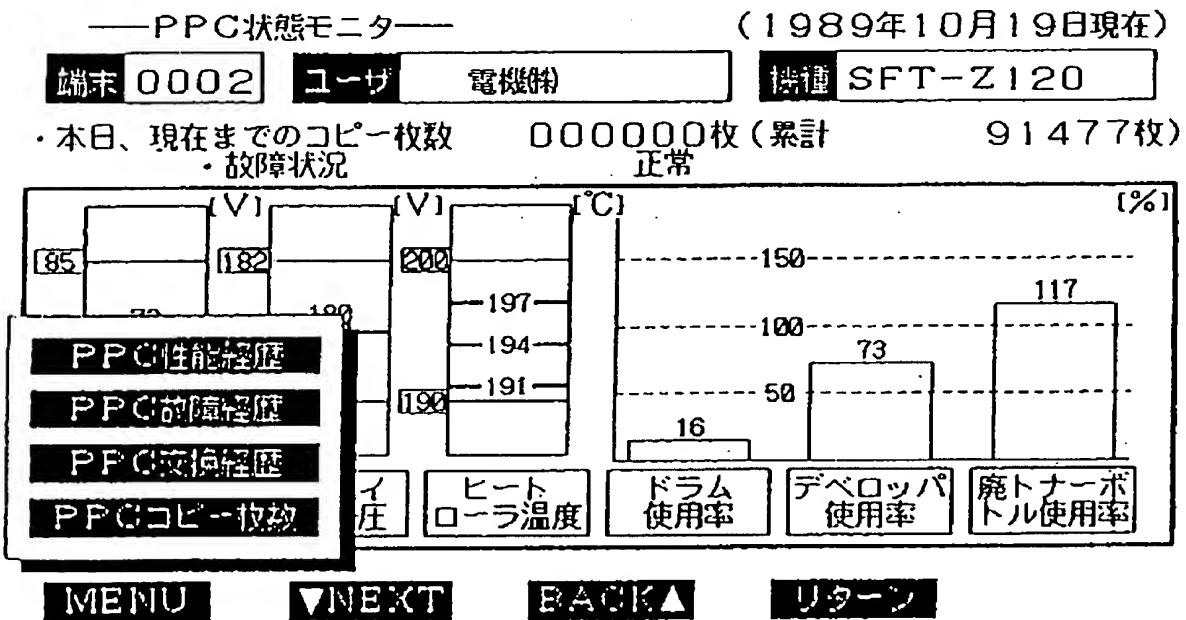 ——PPC状態モニタ—— (1989年10月19日現在)
端末 0002 ユーザ 電機㈱ 機種 SFT-Z120
・本日、現在までのコピー枚数 000000枚(累計 91477枚)
・故障状況 正常
[V] [V] [℃] [%]
185 182 200 150
197
117
180
100
194
73
191
190
50
16
PPC性能経歴
PPC故障経歴
PPC交換経歴
PPCコピー枚数
イ
圧
ヒート
ローラ温度
ドラム
使用率
デベロッパ
使用率
廃トナーボ
トル使用率
MENU ▼NEXT BACK▲ リターン